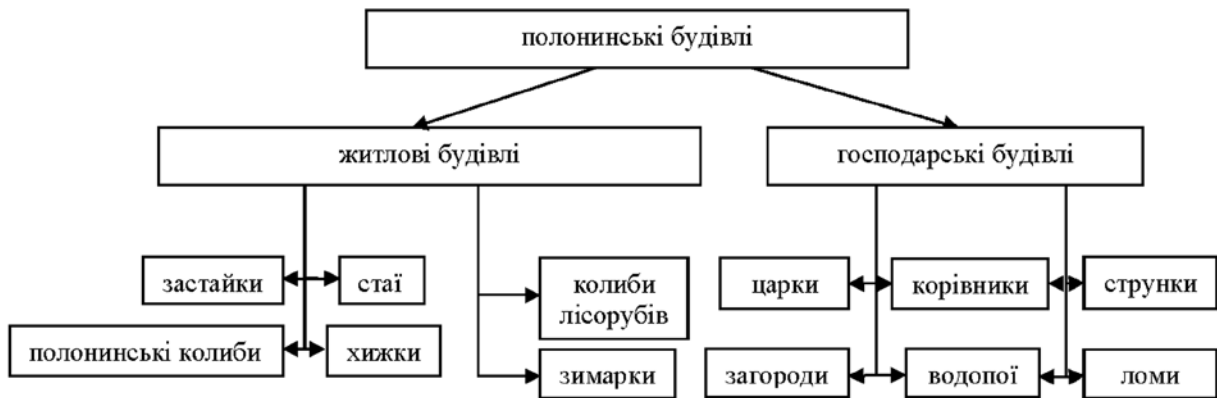 полонинські будівлі
житлові будівлі
господарські будівлі
застайки
стаї
колиби
лісорубів
царки
корівники
струнки
полонинські колиби
хижки
зимарки
загороди
водопої
ломи